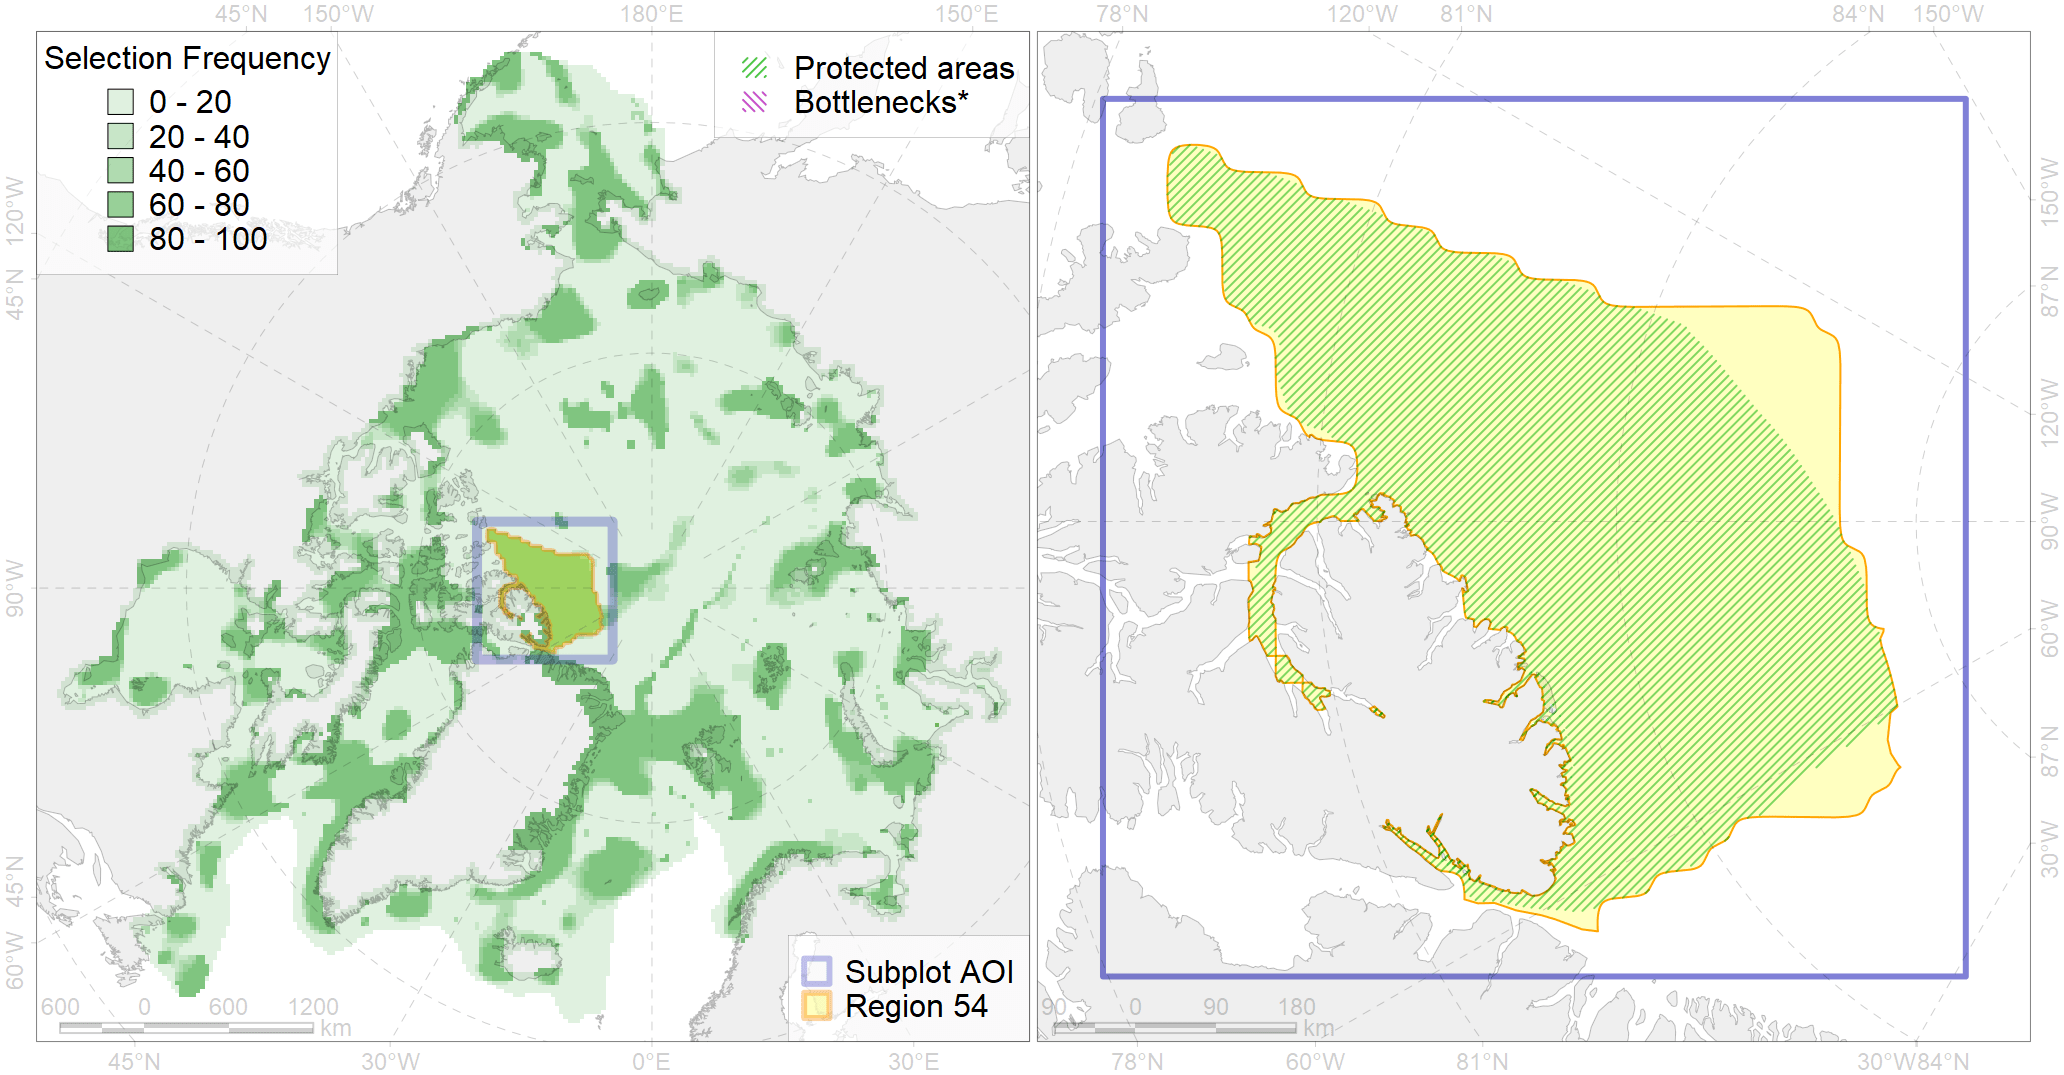 45°N 150°W 180°E 150°E 78°N 120°W 81°N 84°N 150°W
Selection Frequency
0 - 20
20 - 40
40 - 60
60 - 80
80 - 100
Protected areas
Bottlenecks*
120°W
45°N
90°W
45°N
60°W
150°W
87°N
120°W
90°W
60°W
87°N
30°W
Subplot AOI
Region 54
600 0 600 1200
km
90 0 90 180
km
45°N 30°W 0°E 30°E 78°N 60°W 81°N 30°W84°N